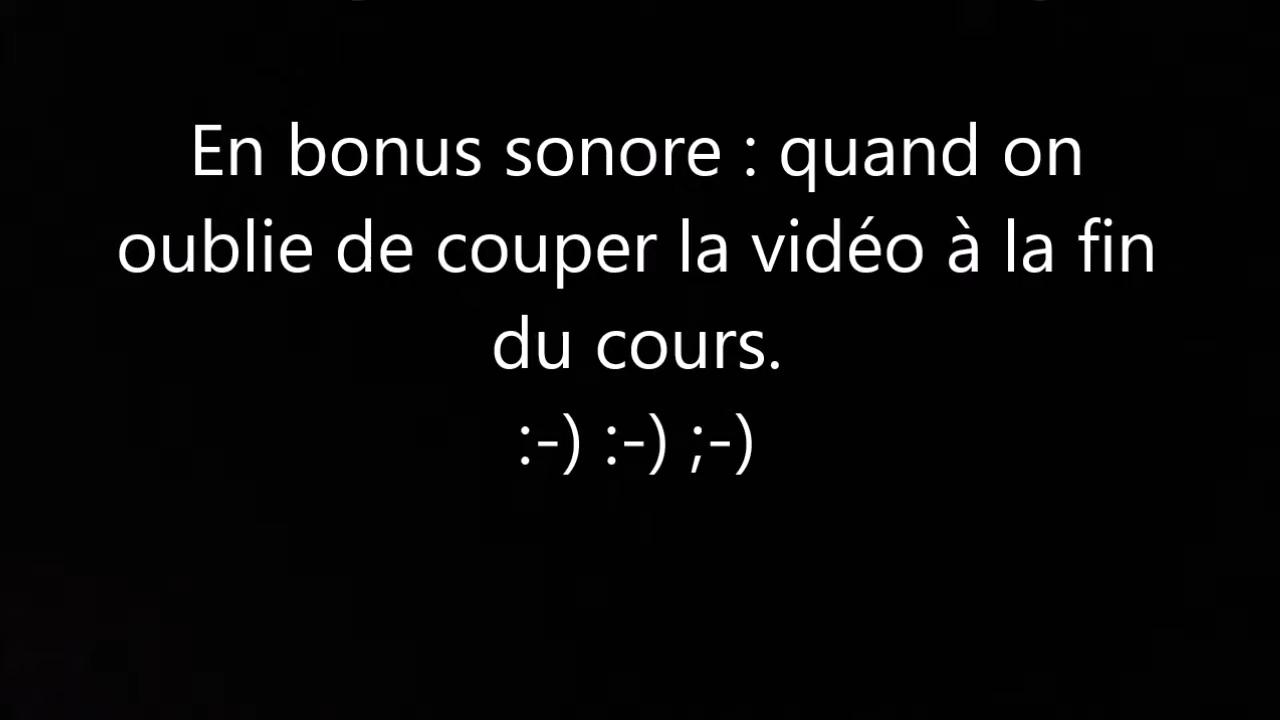 En bonus sonore : quand on
oublie de couper la vidéo à la fin
du cours.
:-) :-) ;-)